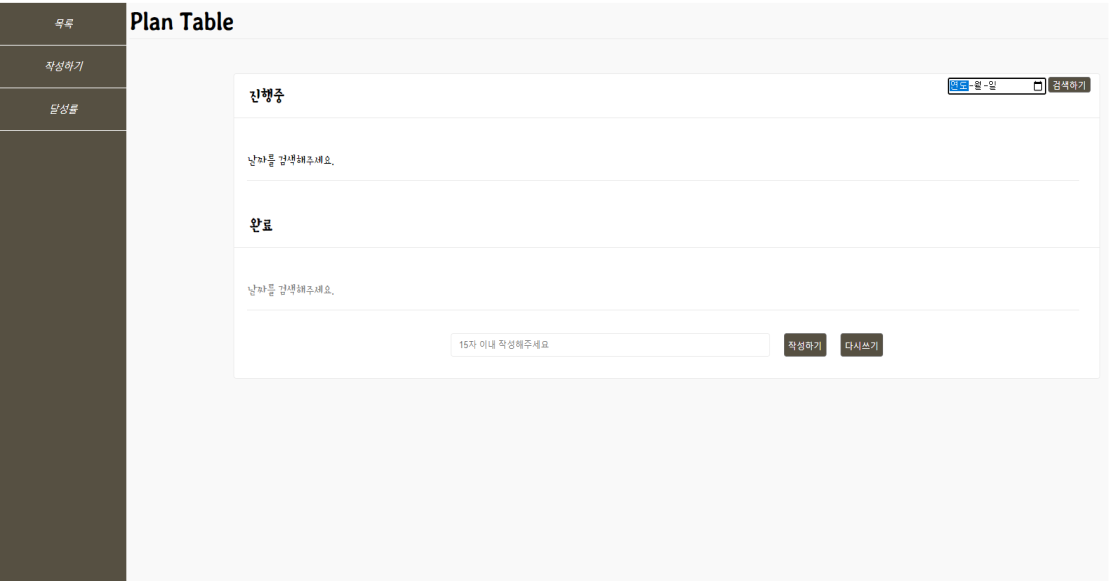 목록
작성하기
달성률
Plan Table
진행중
연도-월-일
검색하기
날짜를 검색해주세요.
완료
날짜를 검색해주세요.
15자 이내 작성해주세요
작성하기
다시쓰기